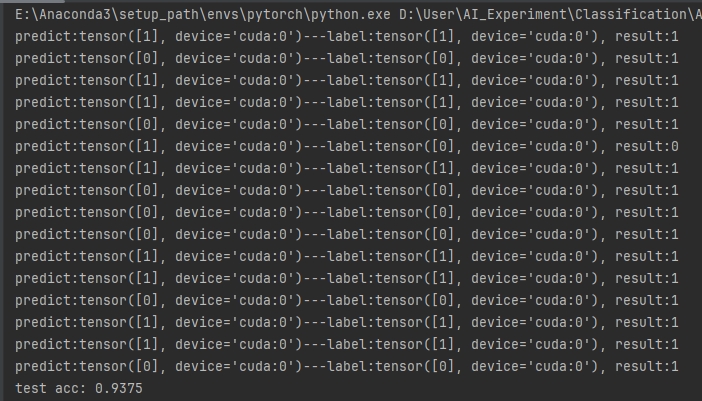 E:\Anaconda3\setup_path\envs\pytorch\python.exe D:\User\AI_Experiment\Classification\A
predict:tensor([1], device='cuda:0')---label:tensor([1], device='cuda:0'), result:1
predict:tensor([0], device='cuda:0')---label:tensor([0], device='cuda:0'), result:1
predict:tensor([1], device='cuda:0')---label:tensor([1], device='cuda:0'), result:1
predict:tensor([1], device='cuda:0')---label:tensor([1], device='cuda:0'), result:1
predict:tensor([0], device='cuda:0')---label:tensor([0], device='cuda:0'), result:1
predict:tensor([1], device='cuda:0')---label:tensor([0], device='cuda:0'), result:0
predict:tensor([1], device='cuda:0')---label:tensor([1], device='cuda:0'), result:1
predict:tensor([0], device='cuda:0')---label:tensor([0], device='cuda:0'), result:1
predict:tensor([0], device='cuda:0')---label:tensor([0], device='cuda:0'), result:1
predict:tensor([0], device='cuda:0')---label:tensor([0], device='cuda:0'), result:1
predict:tensor([1], device='cuda:0')---label:tensor([1], device='cuda:0'), result:1
predict:tensor([1], device='cuda:0')---label:tensor([1], device='cuda:0'), result:1
predict:tensor([0], device='cuda:0')---label:tensor([0], device='cuda:0'), result:1
predict:tensor([1], device='cuda:0')---label:tensor([1], device='cuda:0'), result:1
predict:tensor([1], device='cuda:0')---label:tensor([1], device='cuda:0'), result:1
predict:tensor([0], device='cuda:0')---label:tensor([0], device='cuda:0'), result:1
test acc: 0.9375